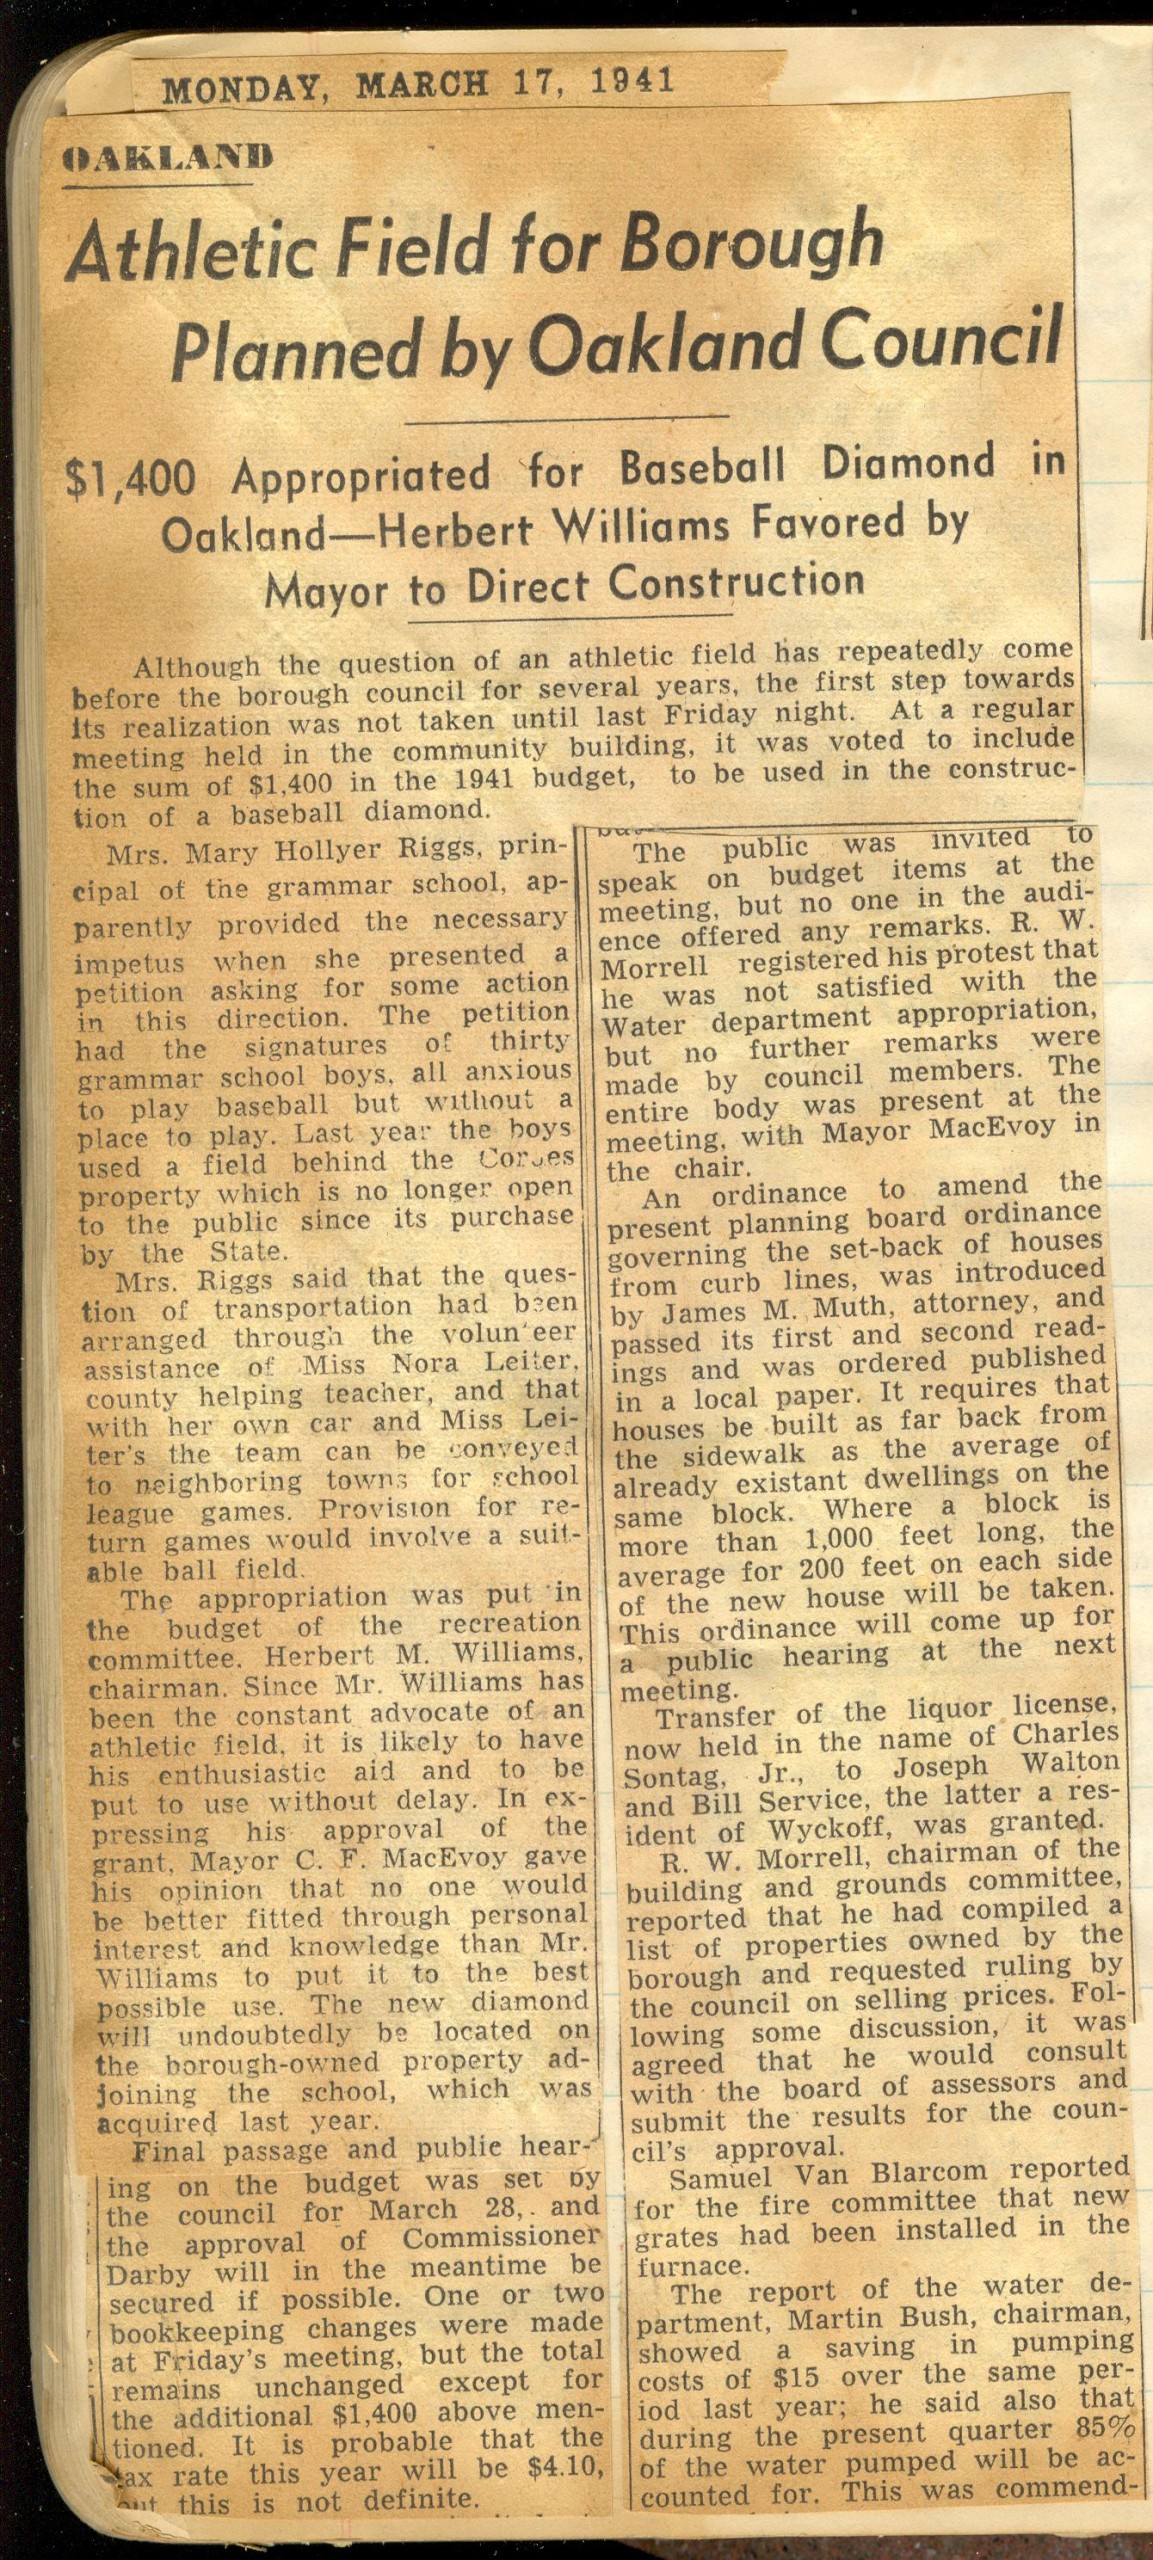 MONDAY, MARCH 17, 1941
OAKLAND
Athletic Field for Borough
Planned by Oakland Council
$1,400 Appropriated for Baseball Diamond in
Oakland—Herbert Williams Favored by
Mayor to Direct Construction
Although the question of an athletic field has repeatedly come
before the borough council for several years, the first step towards
its realization was not taken until last Friday night. At a regular
meeting held in the community building, it was voted to include
the sum of $1,400 in the 1941 budget, to be used in the construc-
tion of a baseball diamond.
Mrs. Mary Hollyer Riggs, prin-
cipal of the grammar school, ap-
parently provided the necessary
impetus when she presented a
petition asking for some action
in this direction. The petition
had the signatures of thirty
grammar school boys, all anxious
to play baseball but without a
place to play. Last year the boys
used a field behind the
property which is no longer open
to the public since its purchase
by the State.
Mrs. Riggs said that the ques-
tion of transportation had been
arranged through the volunteer
assistance of Miss Nora Leiter,
county helping teacher, and that
with her own car and Miss Lei-
ter's the team can be conveyed
to neighboring towns for school
league games. Provision for re-
turn games would involve a suit-
able ball field.
The appropriation was put in
the budget of the recreation
committee. Herbert M. Williams,
chairman. Since Mr. Williams has
been the constant advocate of an
athletic field, it is likely to have
his enthusiastic aid and to be
put to use without delay. In ex-
pressing his approval of the
grant, Mayor C. F. MacEvoy gave
his opinion that no one would
be better fitted through personal
interest and knowledge than Mr.
Williams to put it to the best
possible use. The new diamond
will undoubtedly be located on
the borough-owned property ad-
joining the school, which was
acquired last year.
Final passage and public hear-
ing on the budget was set by
the council for March 28, and
the approval of Commissioner
Darby will in the meantime be
secured if possible. One or two
bookkeeping changes were made
at Friday's meeting, but the total
remains unchanged except for
the additional $1,400 above men-
tioned. It is probable that the
tax rate this year will be $4.10,
but this is not definite.
The public was invited to
speak on budget items at the
meeting, but no one in the audi-
ence offered any remarks. R. W.
Morrell registered his protest that
he was not satisfied with the
Water department appropriation,
but no further remarks were
made by council members. The
entire body was present at the
meeting, with Mayor MacEvoy in
the chair.
An ordinance to amend the
present planning board ordinance
governing the set-back of houses
from curb lines, was introduced
by James M. Muth, attorney, and
passed its first and second read-
ings and was ordered published
in a local paper. It requires that
houses be built as far back from
the sidewalk as the average of
already existant dwellings on the
same block. Where a block is
more than 1,000 feet long, the
average for 200 feet on each side
of the new house will be taken.
This ordinance will come up for
a public hearing at the next
meeting.
Transfer of the liquor license,
now held in the name of Charles
Sontag, Jr., to Joseph Walton
and Bill Service, the latter a res-
ident of Wyckoff, was granted.
R. W. Morrell, chairman of the
building and grounds committee,
reported that he had compiled a
list of properties owned by the
borough and requested ruling by
the council on selling prices. Fol-
lowing some discussion, it was
agreed that he would consult
with the board of assessors and
submit the results for the coun-
cil's approval.
Samuel Van Blarcom reported
for the fire committee that new
grates had been installed in the
furnace.
The report of the water de-
partment, Martin Bush, chairman,
showed a saving in pumping
costs of $15 over the same per-
iod last year; he said also that
during the present quarter 85%
of the water pumped will be ac-
counted for. This was commend-